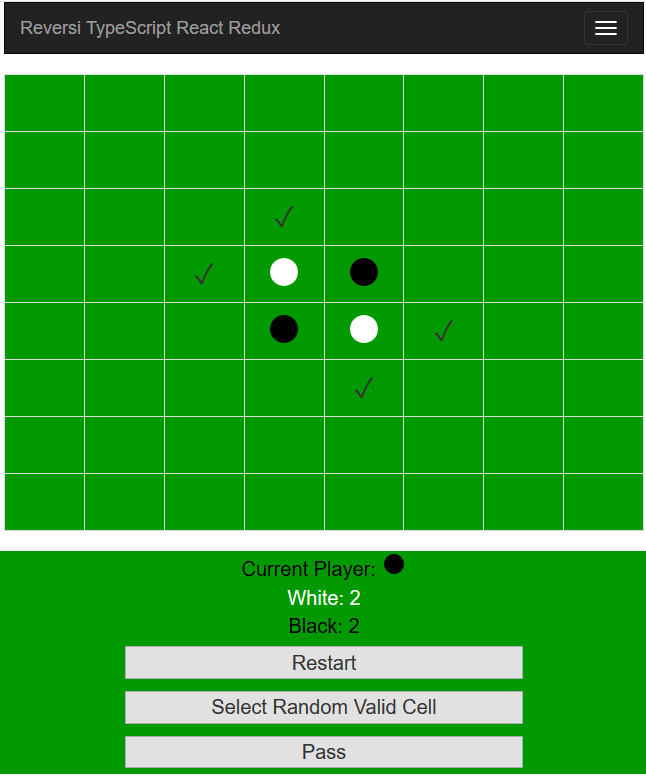 Reversi TypeScript React Redux
Current Player:
White: 2
Black: 2
Restart
Select Random Valid Cell
Pass